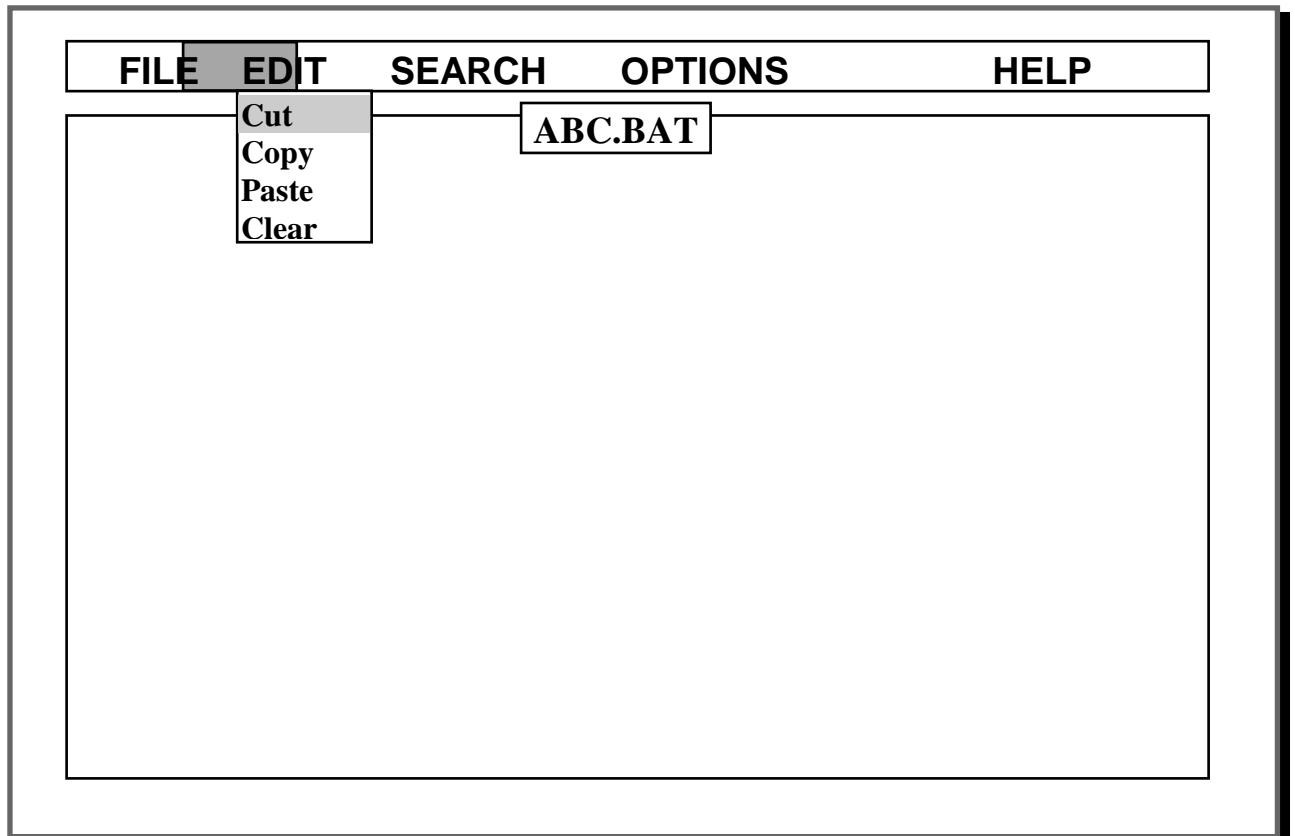 FILE EDIT SEARCH OPTIONS HELP
Cut
ABC.BAT
Copy
Paste
Clear